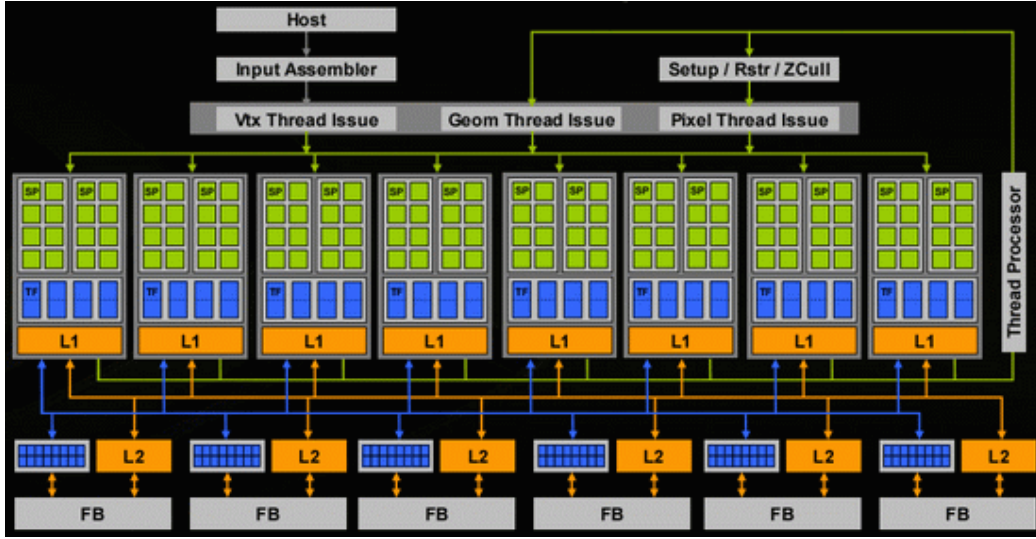 Host
Input Assembler
Setup / Rstr / ZCull
Vtx Thread Issue
Geom Thread Issue
Pixel Thread Issue
SP SP SP SP SP SP SP SP SP SP SP SP SP SP SP SP
Thread Processor
TF TF TF TF TF TF TF TF
L1 L1 L1 L1 L1 L1 L1 L1
L2 L2 L2 L2 L2 L2
FB FB FB FB FB FB